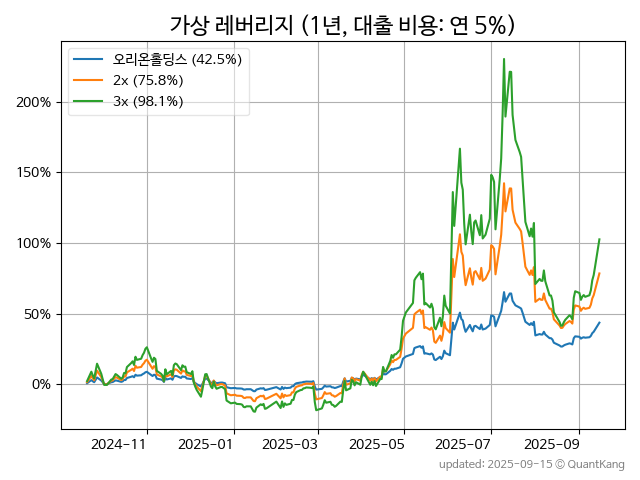 가상 레버리지 (1년, 대출 비용: 연 5%)
오리온홀딩스 (42.5%)
2x (75.8%)
3x (98.1%)
200%
150%
100%
50%
0%
2024-11 2025-01 2025-03 2025-05 2025-07 2025-09
updated: 2025-09-15 © QuantKang